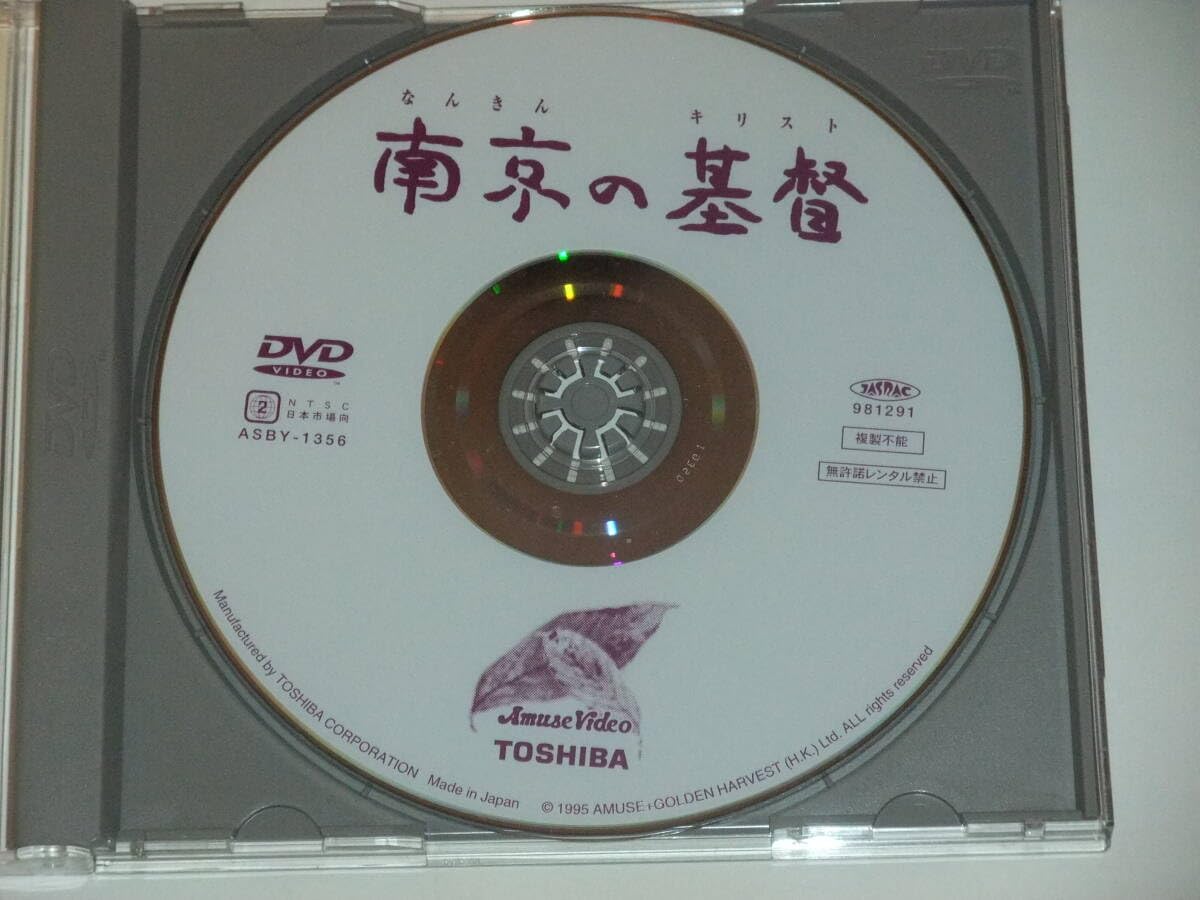 なんきん キリスト
南京の基督
DVD
VIDEO™
2 NTSC
日本市場向
ASBY-1356
JASRAC
981291
複製不能
無許諾レンタル禁止
Amuse Video
TOSHIBA
Manufactured by TOSHIBA CORPORATION Made in Japan © 1995 AMUSE+GOLDEN HARVEST (H.K.) Ltd. ALL rights reserved